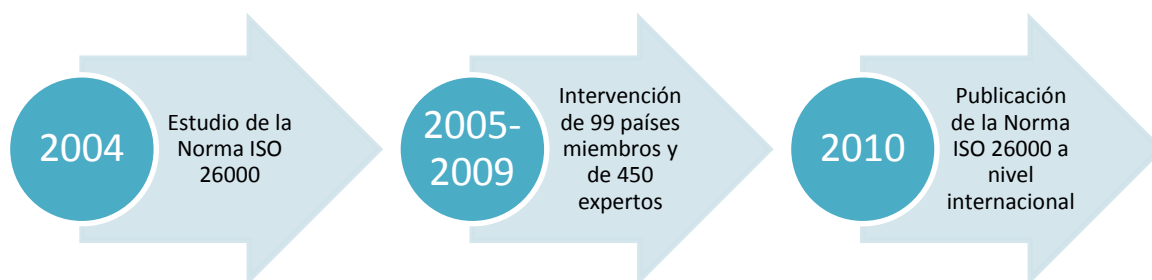 2004
Estudio de la
Norma ISO
26000
2005-
2009
Intervención
de 99 países
miembros y
de 450
expertos
2010
Publicación
de la Norma
ISO 26000 a
nivel
internacional